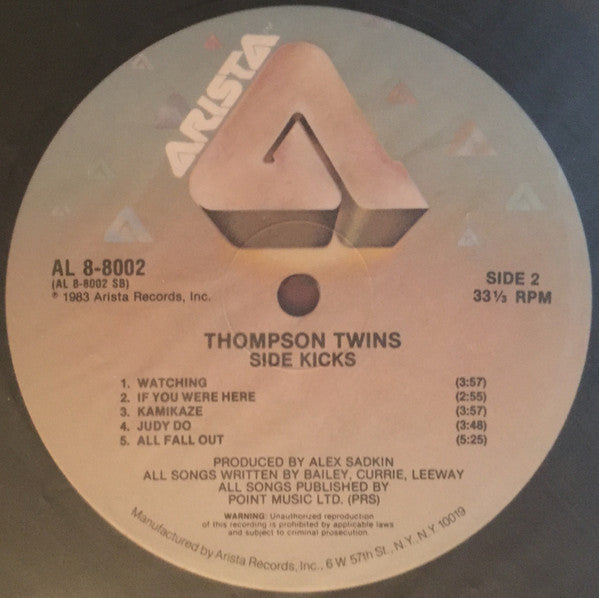 ARISTA
AL 8-8002
(AL 8-8002 SB)
℗ 1983 Arista Records, Inc.
SIDE 2
33⅓ RPM
THOMPSON TWINS
SIDE KICKS
1. WATCHING (3:57)
2. IF YOU WERE HERE (2:55)
3. KAMIKAZE (3:57)
4. JUDY DO (3:48)
5. ALL FALL OUT (5:25)
PRODUCED BY ALEX SADKIN
ALL SONGS WRITTEN BY BAILEY, CURRIE, LEEWAY
ALL SONGS PUBLISHED BY
POINT MUSIC LTD. (PRS)
WARNING: Unauthorized reproduction
of this recording is prohibited by applicable laws
and subject to criminal prosecution.
Manufactured by Arista Records, Inc., 6 W 57th St., N.Y., N.Y. 10019